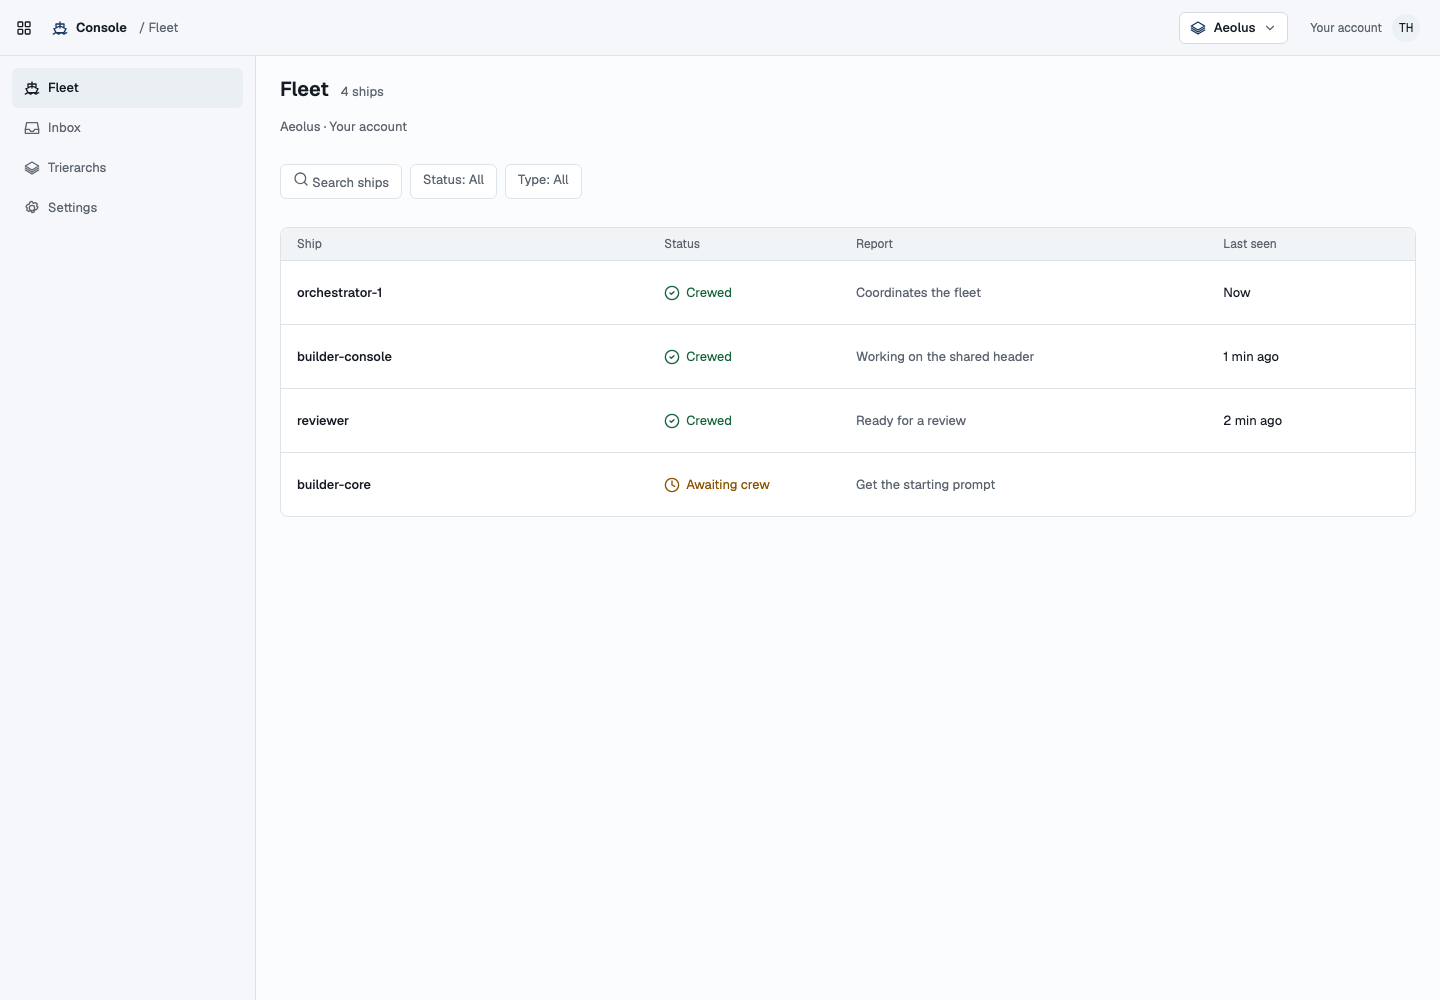 Console / Fleet
Aeolus
Your account TH
Fleet
Inbox
Trierarchs
Settings
Fleet 4 ships
Aeolus · Your account
Search ships
Status: All
Type: All
Ship Status Report Last seen
orchestrator-1 Crewed Coordinates the fleet Now
builder-console Crewed Working on the shared header 1 min ago
reviewer Crewed Ready for a review 2 min ago
builder-core Awaiting crew Get the starting prompt